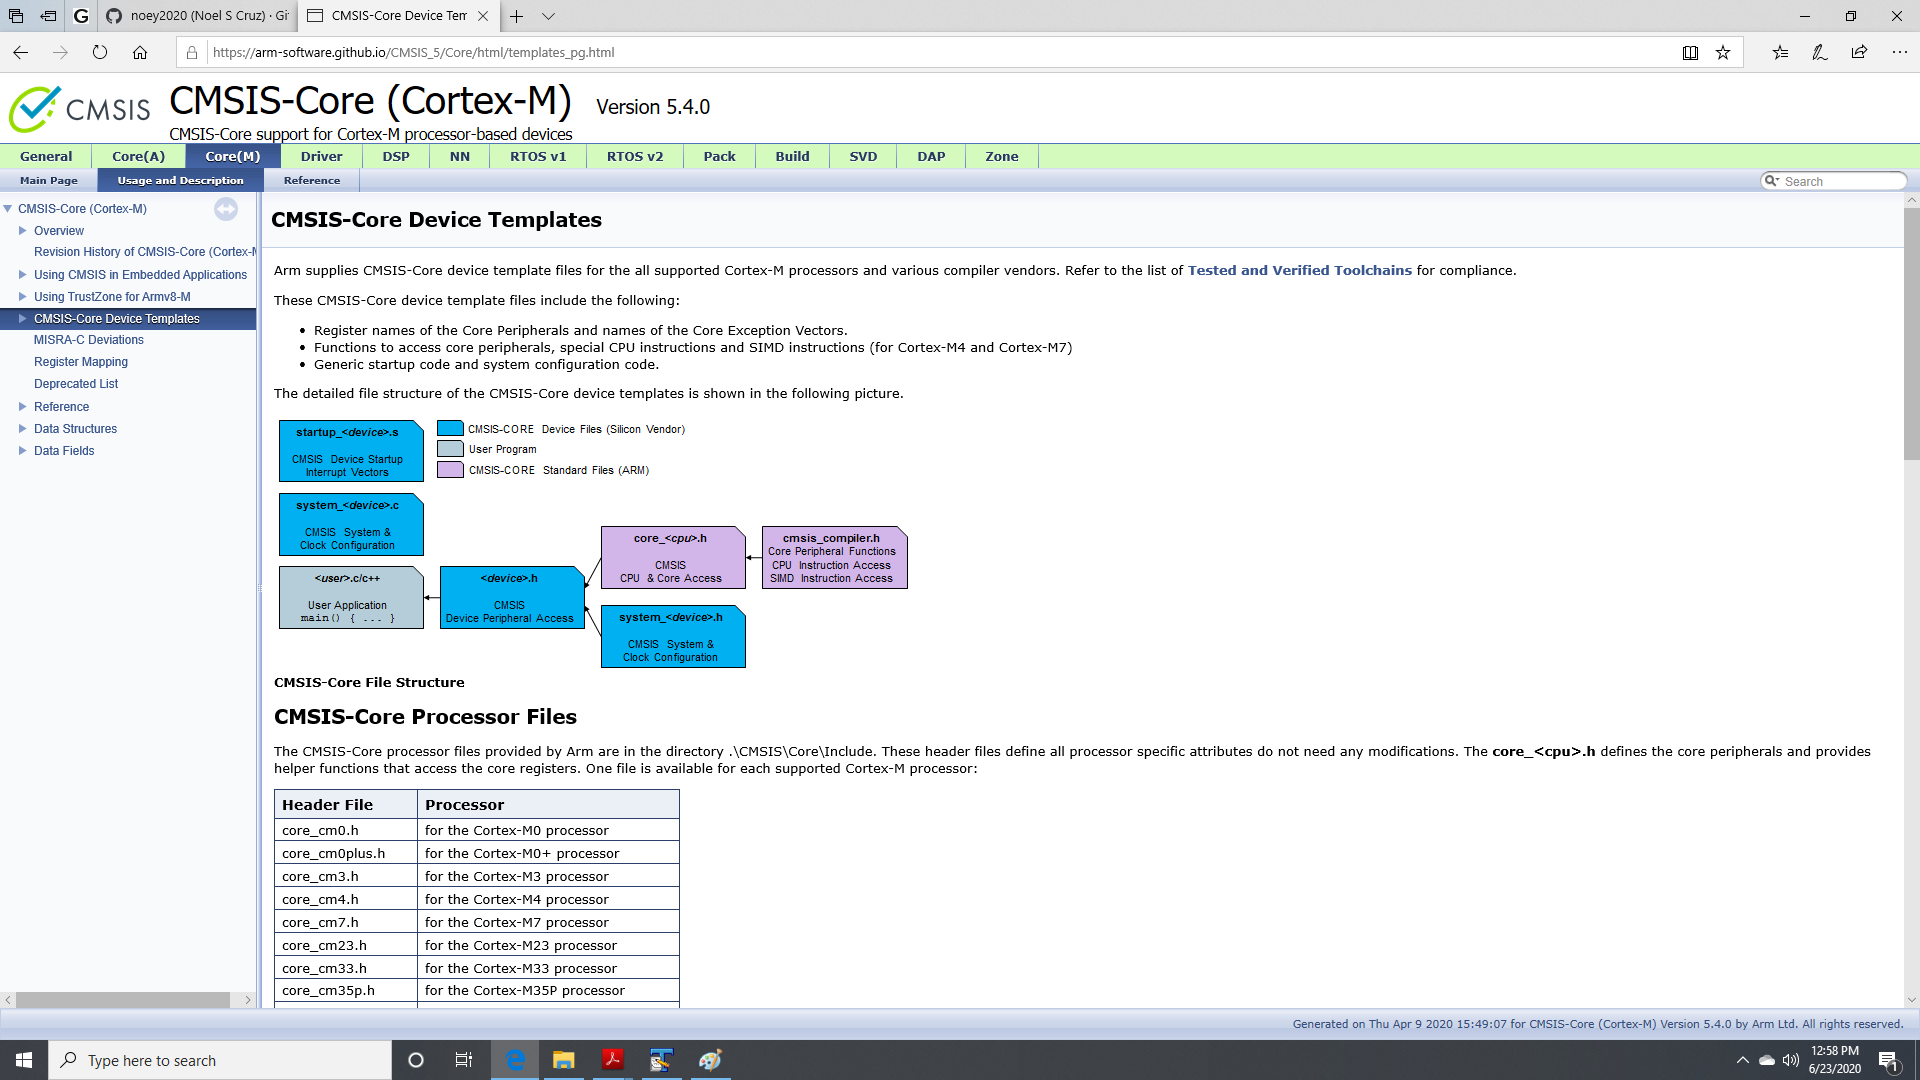 noey2020 (Noel S Cruz) · Gi
CMSIS-Core Device Tem
https://arm-software.github.io/CMSIS_5/Core/html/templates_pg.html
CMSIS
CMSIS-Core (Cortex-M) Version 5.4.0
CMSIS-Core support for Cortex-M processor-based devices
General Core(A) Core(M) Driver DSP NN RTOS v1 RTOS v2 Pack Build SVD DAP Zone
Main Page Usage and Description Reference
Search
CMSIS-Core (Cortex-M)
Overview
Revision History of CMSIS-Core (Cortex-M
Using CMSIS in Embedded Applications
Using TrustZone for Armv8-M
CMSIS-Core Device Templates
MISRA-C Deviations
Register Mapping
Deprecated List
Reference
Data Structures
Data Fields
CMSIS-Core Device Templates
Arm supplies CMSIS-Core device template files for the all supported Cortex-M processors and various compiler vendors. Refer to the list of Tested and Verified Toolchains for compliance.
These CMSIS-Core device template files include the following:
• Register names of the Core Peripherals and names of the Core Exception Vectors.
• Functions to access core peripherals, special CPU instructions and SIMD instructions (for Cortex-M4 and Cortex-M7)
• Generic startup code and system configuration code.
The detailed file structure of the CMSIS-Core device templates is shown in the following picture.
startup_<device>.s
CMSIS Device Startup
Interrupt Vectors
CMSIS-CORE Device Files (Silicon Vendor)
User Program
CMSIS-CORE Standard Files (ARM)
system_<device>.c
CMSIS System &
Clock Configuration
<user>.c/c++
User Application
main() { ... }
<device>.h
CMSIS
Device Peripheral Access
core_<cpu>.h
CMSIS
CPU & Core Access
cmsis_compiler.h
Core Peripheral Functions
CPU Instruction Access
SIMD Instruction Access
system_<device>.h
CMSIS System &
Clock Configuration
CMSIS-Core File Structure
CMSIS-Core Processor Files
The CMSIS-Core processor files provided by Arm are in the directory .\CMSIS\Core\Include. These header files define all processor specific attributes do not need any modifications. The core_<cpu>.h defines the core peripherals and provides
helper functions that access the core registers. One file is available for each supported Cortex-M processor:
Header File Processor
core_cm0.h for the Cortex-M0 processor
core_cm0plus.h for the Cortex-M0+ processor
core_cm3.h for the Cortex-M3 processor
core_cm4.h for the Cortex-M4 processor
core_cm7.h for the Cortex-M7 processor
core_cm23.h for the Cortex-M23 processor
core_cm33.h for the Cortex-M33 processor
core_cm35p.h for the Cortex-M35P processor
Generated on Thu Apr 9 2020 15:49:07 for CMSIS-Core (Cortex-M) Version 5.4.0 by Arm Ltd. All rights reserved.
Type here to search
12:58 PM
6/23/2020
1